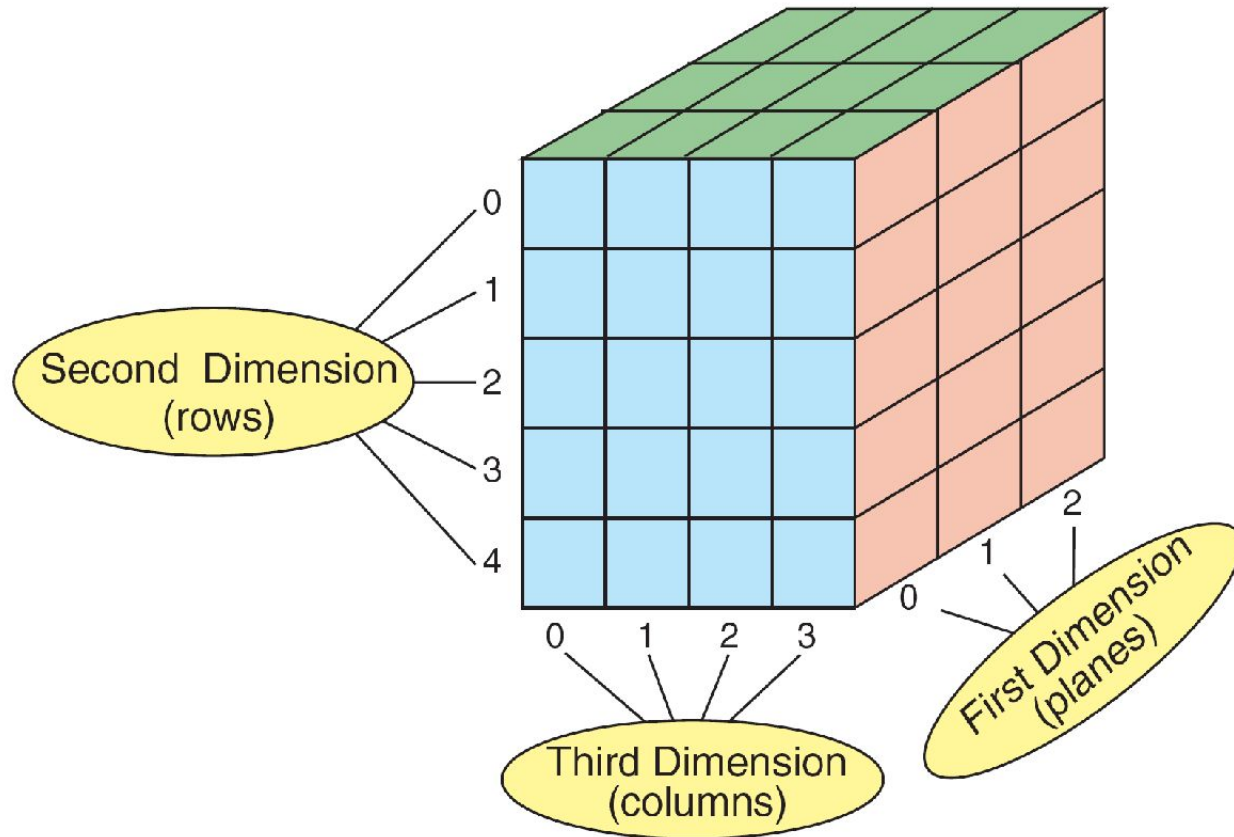 0
1
2
3
4
Second Dimension
(rows)
0 1 2 3
Third Dimension
(columns)
0
1
2
First Dimension
(planes)